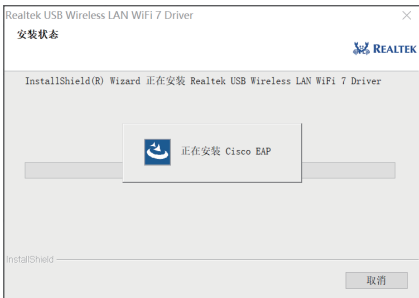 Realtek USB Wireless LAN WiFi 7 Driver
安装状态
REALTEK
InstallShield(R) Wizard 正在安装 Realtek USB Wireless LAN WiFi 7 Driver
正在安装 Cisco EAP
InstallShield
取消